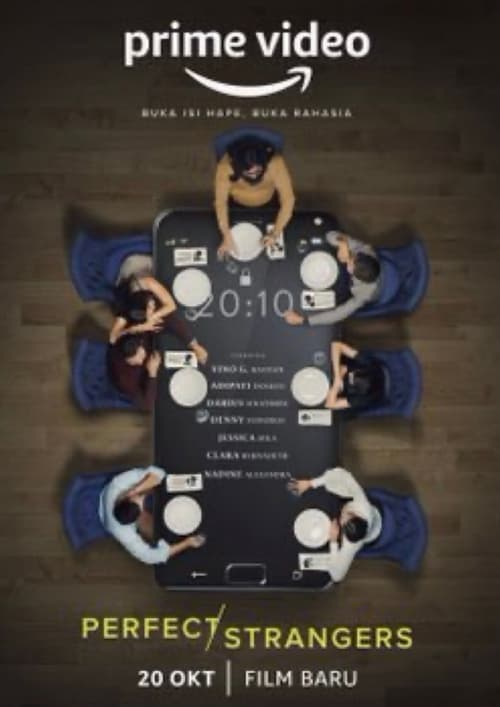 prime video
BUKA ISI HAPE, BUKA RAHASIA
20:10
STARRING
VINO G. BASTIAN
ADIPATI DOLKEN
DARIUS SINATHRYA
DENNY SUMARGO
JESSICA MILA
CLARA BERNADETH
NADINE ALEXANDRA
PERFECT/STRANGERS
20 OKT | FILM BARU